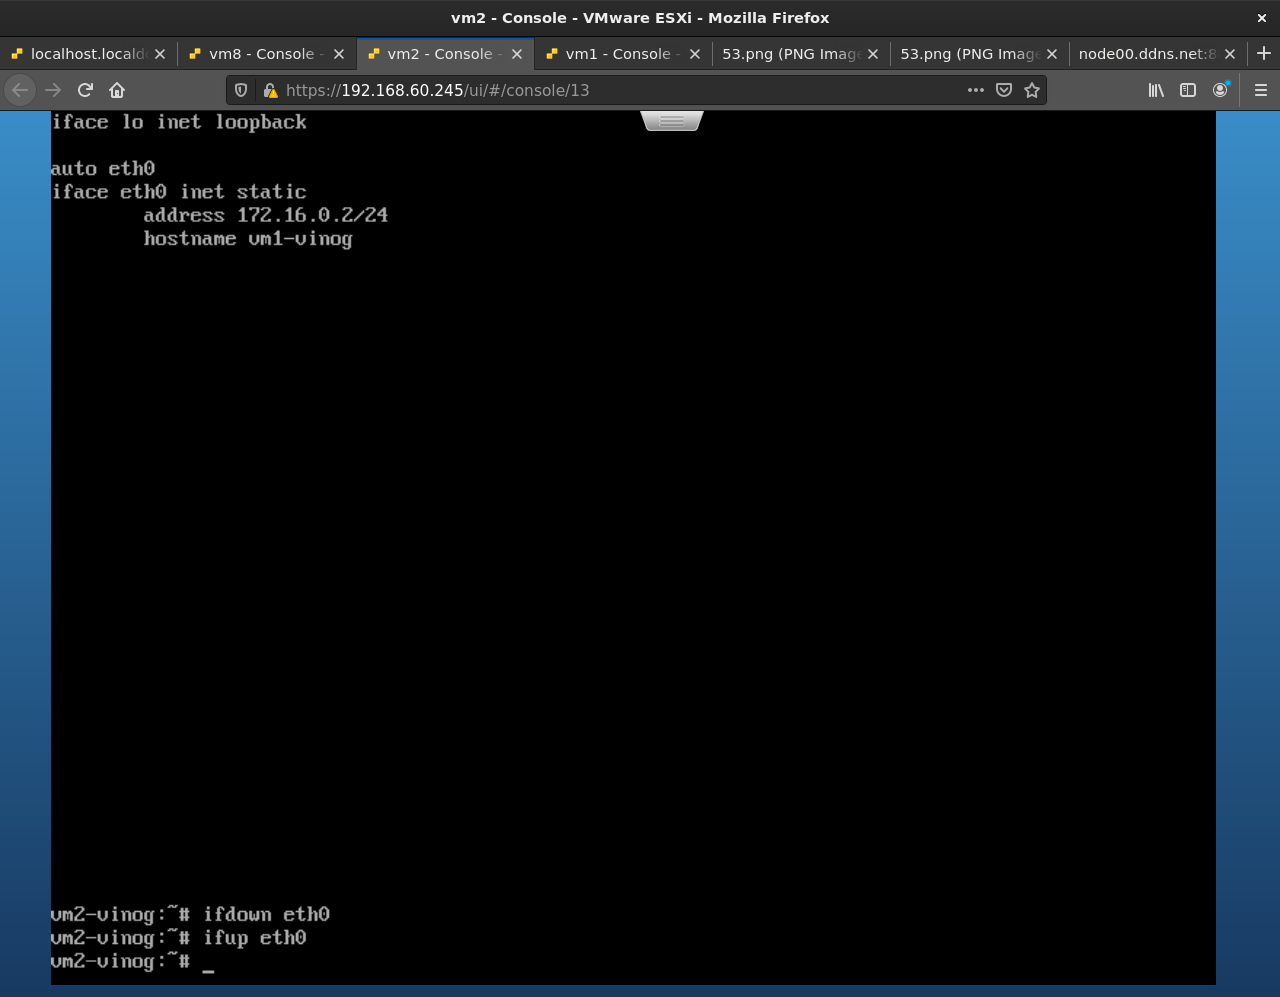 vm2 - Console - VMware ESXi - Mozilla Firefox
localhost.locald
vm8 - Console -
vm2 - Console -
vm1 - Console -
53.png (PNG Image
53.png (PNG Image
node00.ddns.net:8
https://192.168.60.245/ui/#/console/13
iface lo inet loopback
auto eth0
iface eth0 inet static
address 172.16.0.2/24
hostname vm1-vinog
vm2-vinog:~# ifdown eth0
vm2-vinog:~# ifup eth0
vm2-vinog:~# _